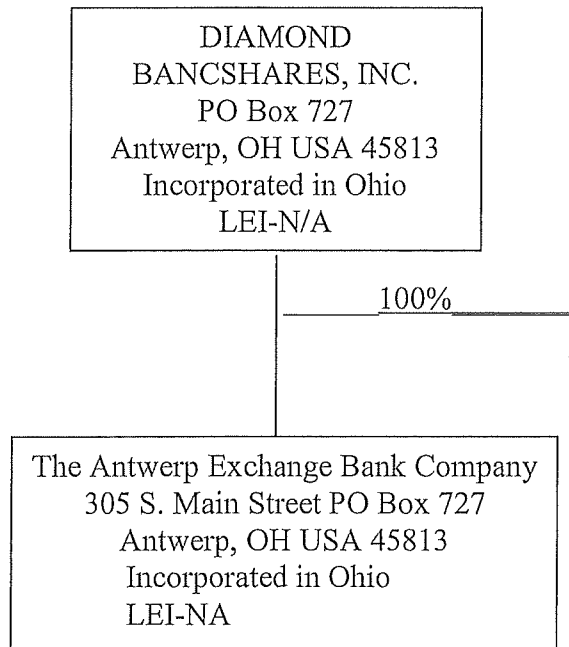 DIAMOND
BANCSHARES, INC.
PO Box 727
Antwerp, OH USA 45813
Incorporated in Ohio
LEI-N/A
100%
The Antwerp Exchange Bank Company
305 S. Main Street PO Box 727
Antwerp, OH USA 45813
Incorporated in Ohio
LEI-NA